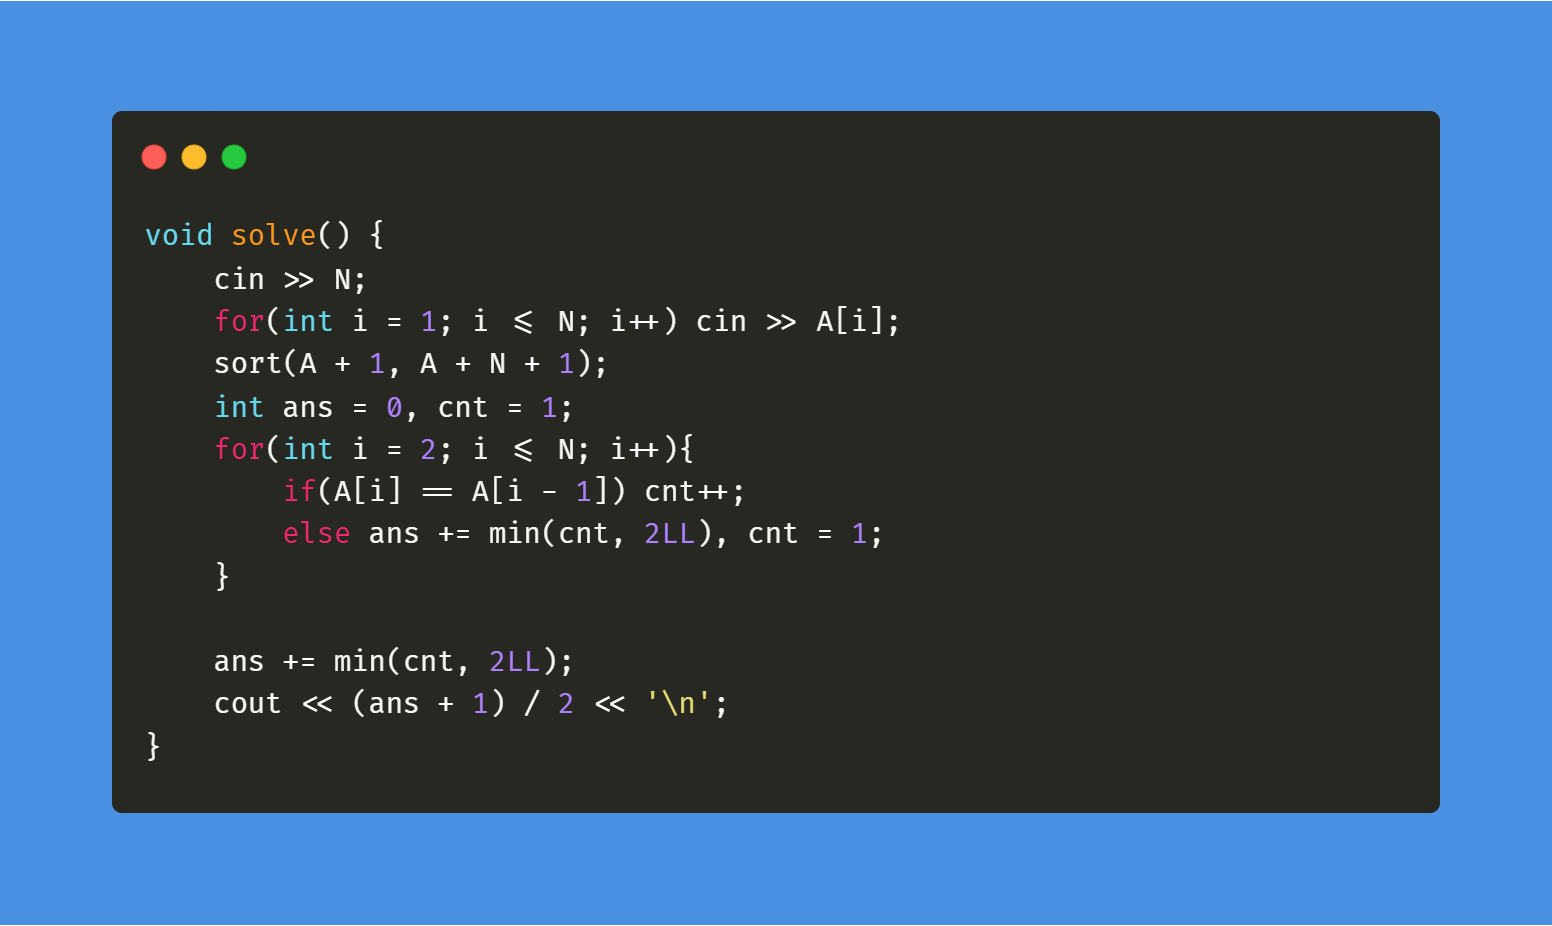 void solve() {
    cin >> N;
    for(int i = 1; i <= N; i++) cin >> A[i];
    sort(A + 1, A + N + 1);
    int ans = 0, cnt = 1;
    for(int i = 2; i <= N; i++){
        if(A[i] == A[i - 1]) cnt++;
        else ans += min(cnt, 2LL), cnt = 1;
    }

    ans += min(cnt, 2LL);
    cout << (ans + 1) / 2 << '\n';
}